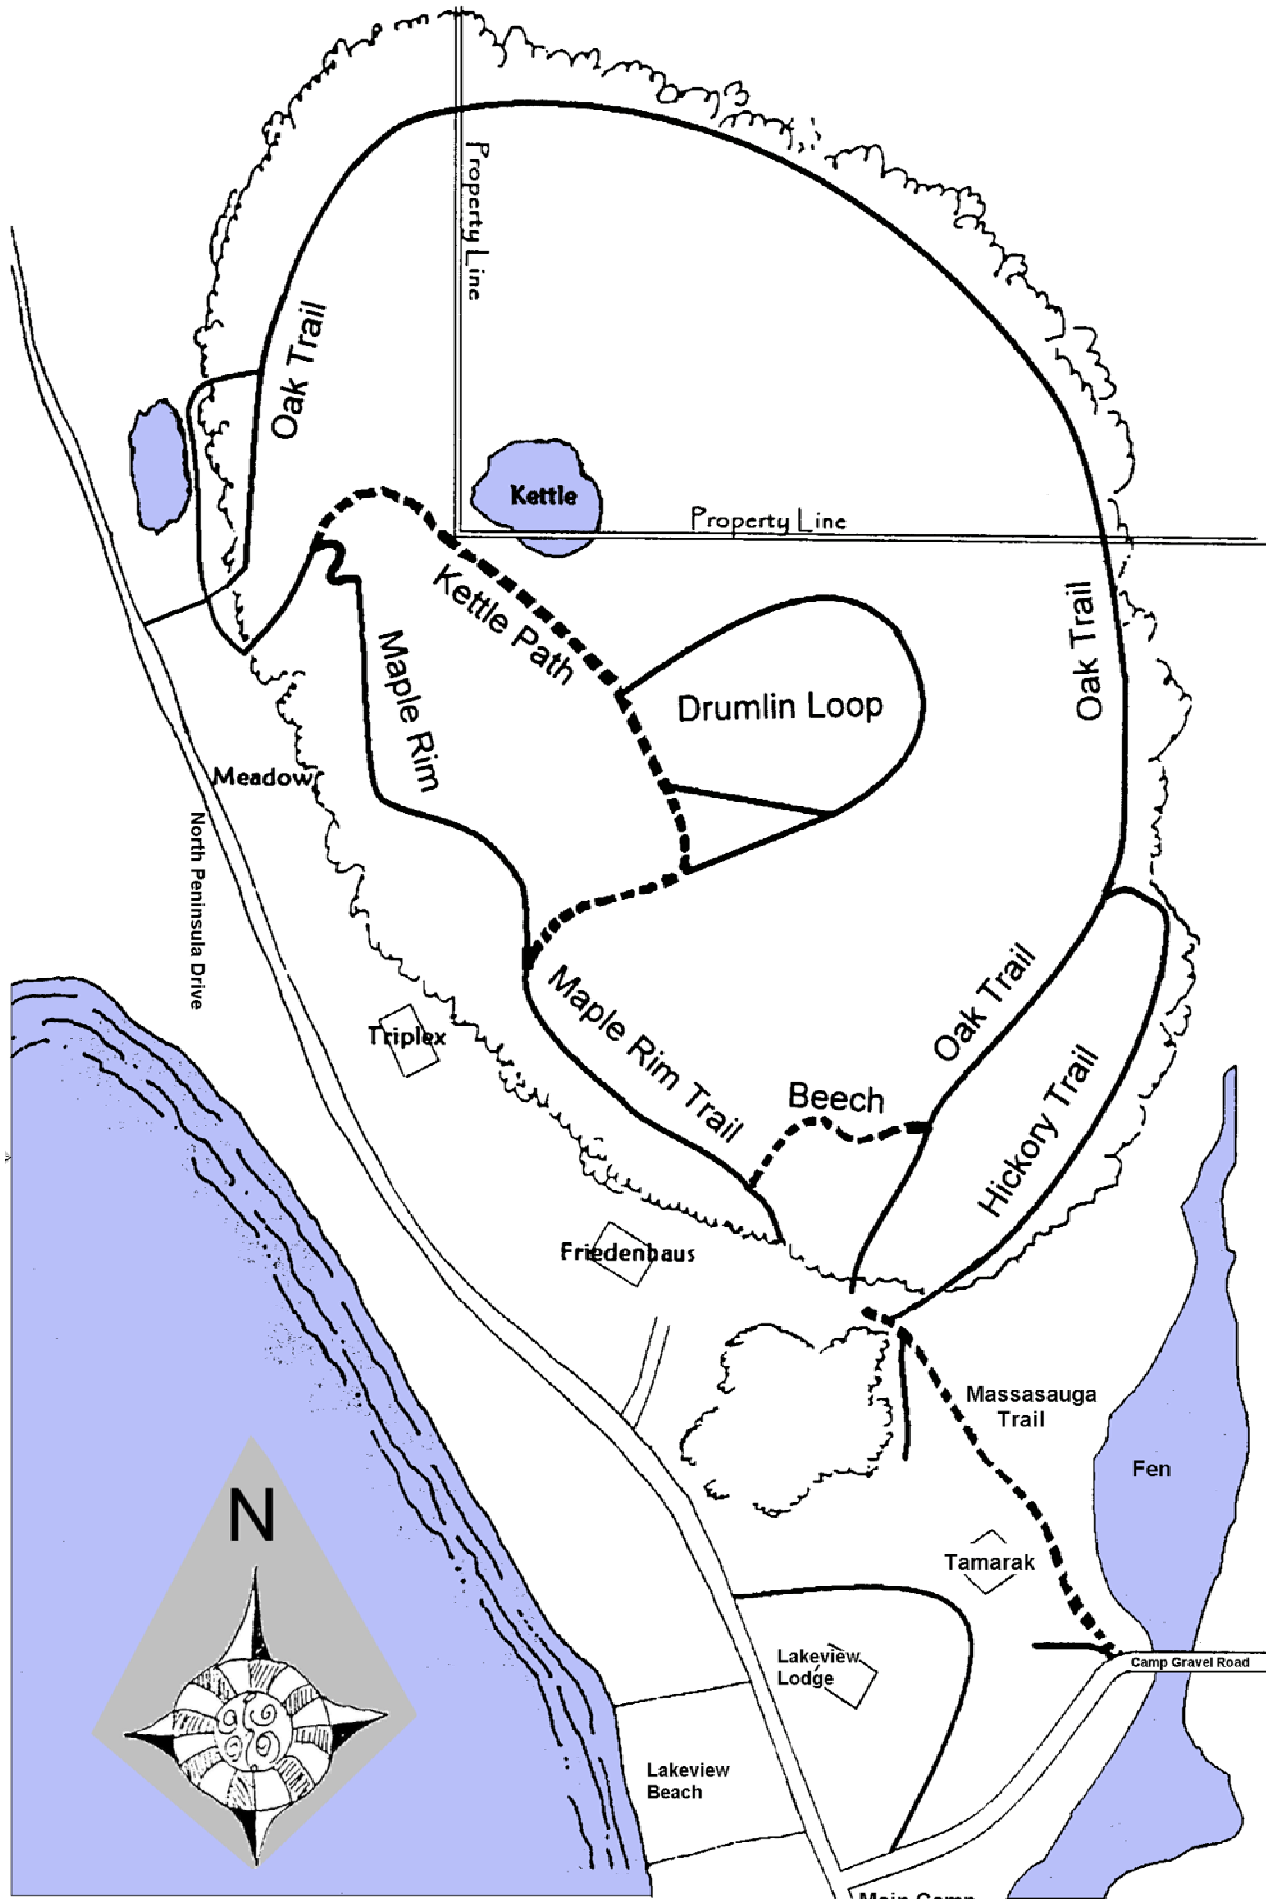 Property Line
Oak Trail
Kettle
Property Line
Kettle Path
Oak Trail
Maple Rim
Drumlin Loop
Meadow
North Peninsula Drive
Oak Trail
Maple Rim Trail
Triplex
Beech
Hickory Trail
Friedenhaus
Massasauga
Trail
Fen
N
Tamarak
Lakeview
Lodge
Camp Gravel Road
Lakeview
Beach
Main Camp